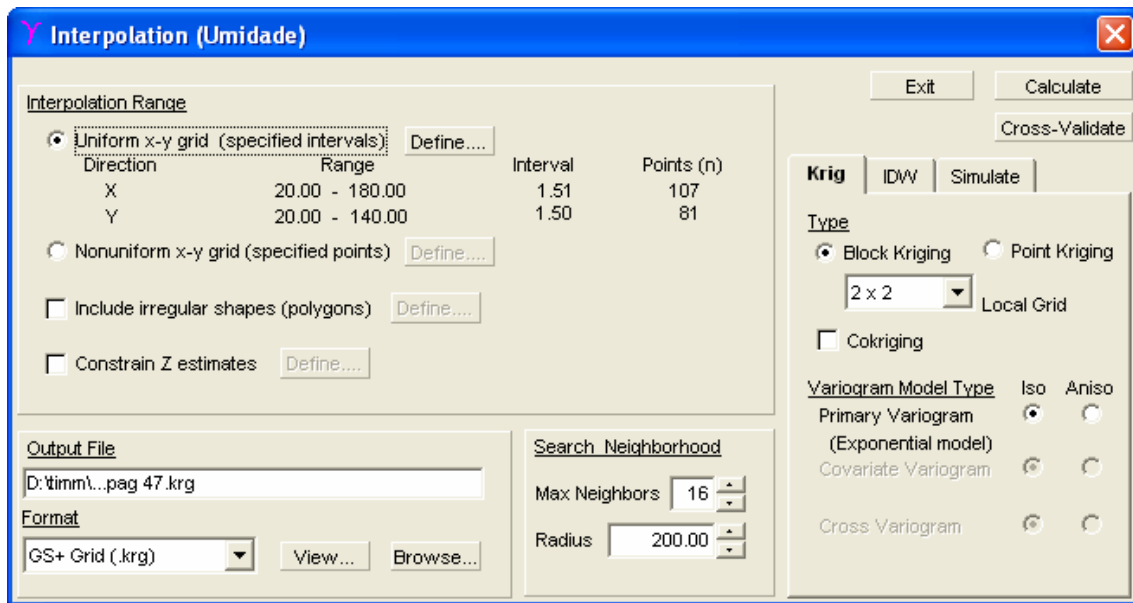 Interpolation (Umidade)
Exit
Calculate
Cross-Validate
Interpolation Range
Uniform x-y grid (specified intervals) Define....
Direction Range Interval Points (n)
X 20.00 - 180.00 1.51 107
Y 20.00 - 140.00 1.50 81
Nonuniform x-y grid (specified points) Define....
Include irregular shapes (polygons) Define....
Constrain Z estimates Define....
Krig IDW Simulate
Type
Block Kriging Point Kriging
2 x 2 Local Grid
Cokriging
Variogram Model Type Iso Aniso
Primary Variogram
(Exponential model)
Covariate Variogram
Cross Variogram
Output File
D:\timm\...pag 47.krg
Format
GS+ Grid (.krg) View... Browse...
Search Neighborhood
Max Neighbors 16
Radius 200.00